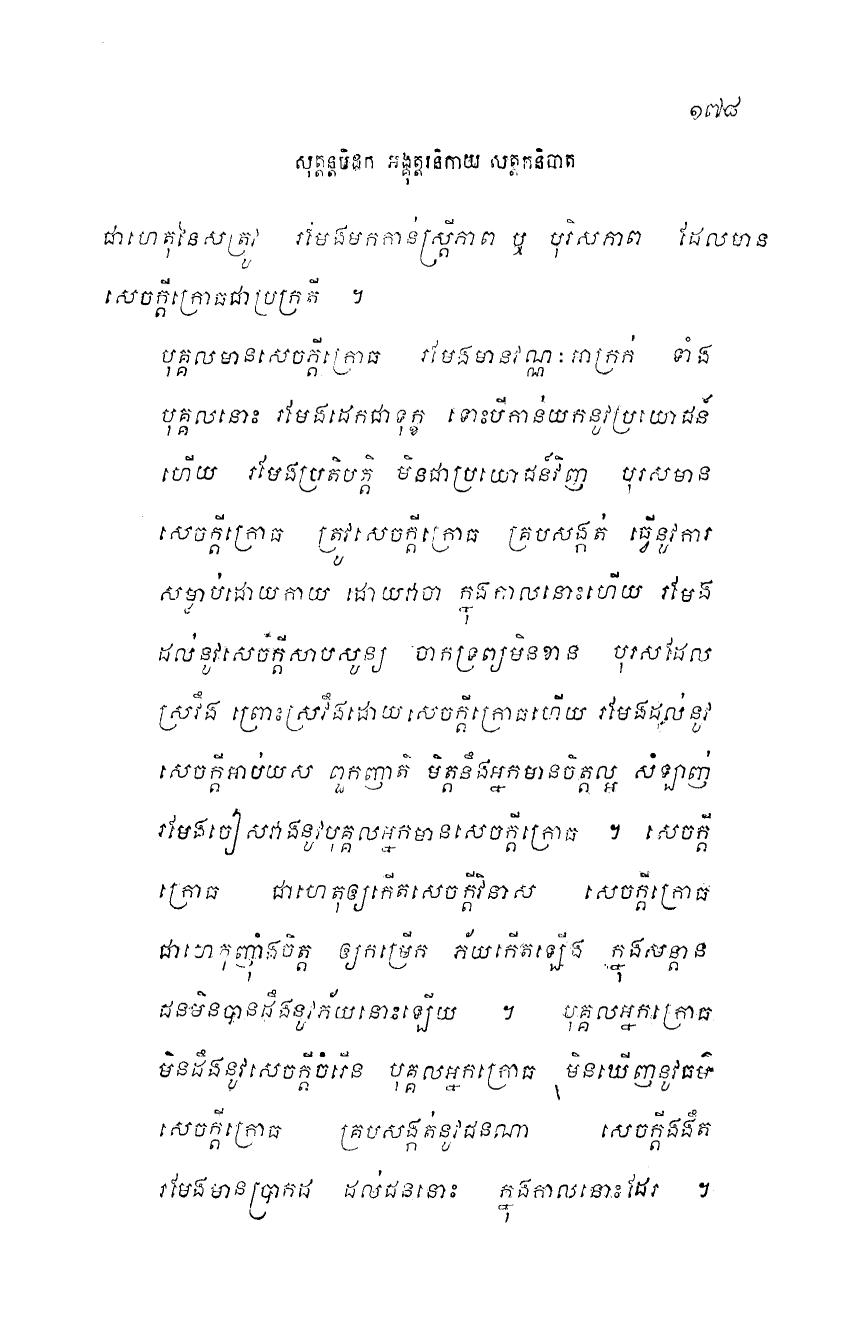 ១៧៨
សុត្តន្តបិដក អង្គុត្តរនិកាយ សត្តកនិបាត
ជាហេតុនៃសត្រូវ រមែងមកកាន់ស្ត្រីភាព ឬ បុរិសភាព ដែលមាន
សេចក្តីក្រោធជាប្រក្រតី ។
បុគ្គលមានសេចក្តីក្រោធ រមែងមានវណ្ណៈអាក្រក់ ទាំង
បុគ្គលនោះ រមែងដេកជាទុក្ខ ទោះបីកាន់យកនូវប្រយោជន៍
ហើយ រមែងប្រតិបត្តិ មិនជាប្រយោជន៍វិញ បុរសមាន
សេចក្តីក្រោធ ត្រូវសេចក្តីក្រោធ គ្របសង្កត់ ធ្វើនូវការ
សម្លាប់ដោយកាយ ដោយវាចា ក្នុងកាលនោះហើយ រមែង
ដល់នូវសេចក្តីសាបសូន្យ ចាកទ្រព្យមិនខាន បុរសដែល
ស្រវឹង ព្រោះស្រវឹងដោយសេចក្តីក្រោធហើយ រមែងដល់នូវ
សេចក្តីអាប់យស ពួកញាតិ មិត្តនឹងអ្នកមានចិត្តល្អ សំឡាញ់
រមែងចៀសវាងនូវបុគ្គលអ្នកមានសេចក្តីក្រោធ ។ សេចក្តី
ក្រោធ ជាហេតុឲ្យកើតសេចក្តីវិនាស សេចក្តីក្រោធ
ជាហេតុញ៉ាំងចិត្ត ឲ្យកម្រើក ភ័យកើតឡើង ក្នុងសន្តាន
ជនមិនបានដឹងនូវភ័យនោះឡើយ ។ បុគ្គលអ្នកក្រោធ
មិនដឹងនូវសេចក្តីចំរើន បុគ្គលអ្នកក្រោធ មិនឃើញនូវធម៌
សេចក្តីក្រោធ គ្របសង្កត់នូវជនណា សេចក្តីងងឹត
រមែងមានប្រាកដ ដល់ជននោះ ក្នុងកាលនោះដែរ ។